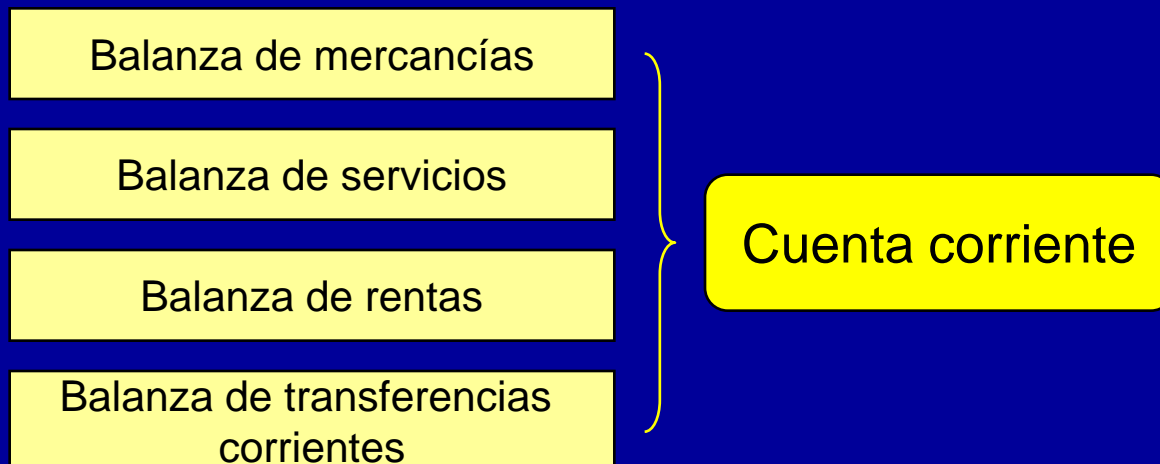 Balanza de mercancías
Balanza de servicios
Balanza de rentas
Balanza de transferencias
corrientes
Cuenta corriente